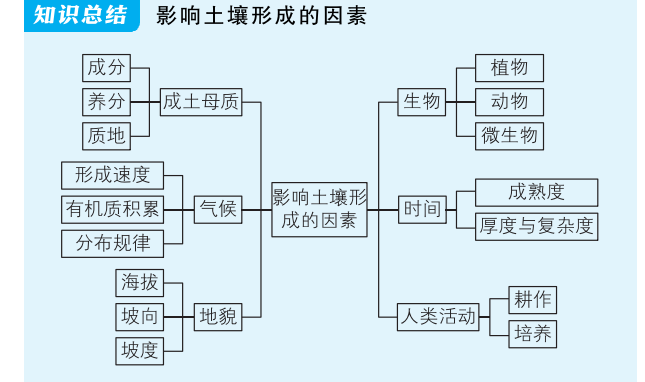 知识总结 影响土壤形成的因素
成分
养分
质地
成土母质
形成速度
有机质积累
分布规律
气候
海拔
坡向
坡度
地貌
影响土壤形
成的因素
生物
植物
动物
微生物
时间
成熟度
厚度与复杂度
人类活动
耕作
培养